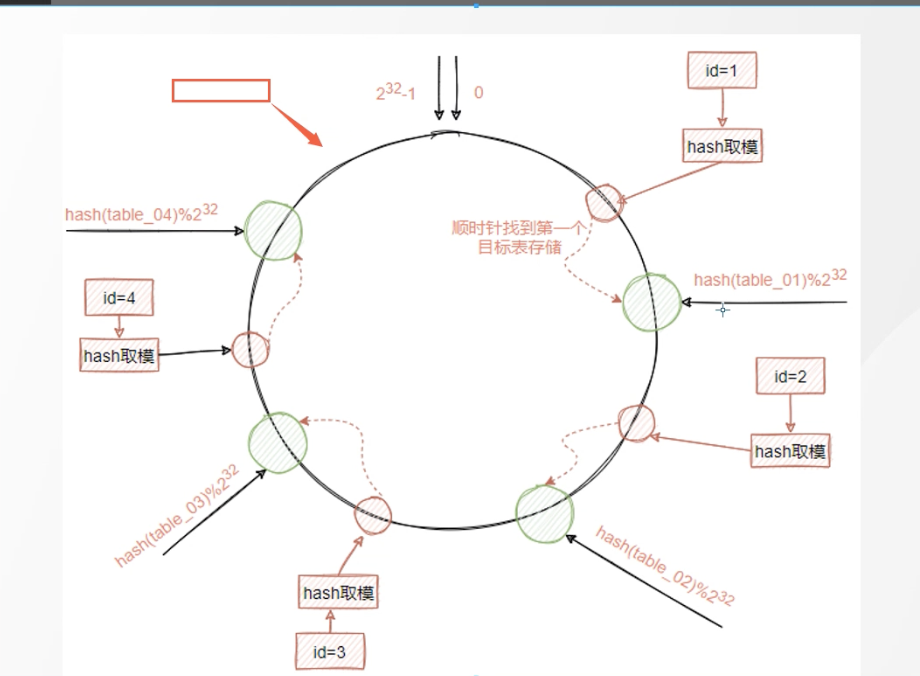 2^32-1
0
id=1
hash取模
hash(table_04)%2^32
顺时针找到第一个
目标表存储
hash(table_01)%2^32
id=4
hash取模
id=2
hash取模
hash(table_03)%2^32
hash(table_02)%2^32
hash取模
id=3